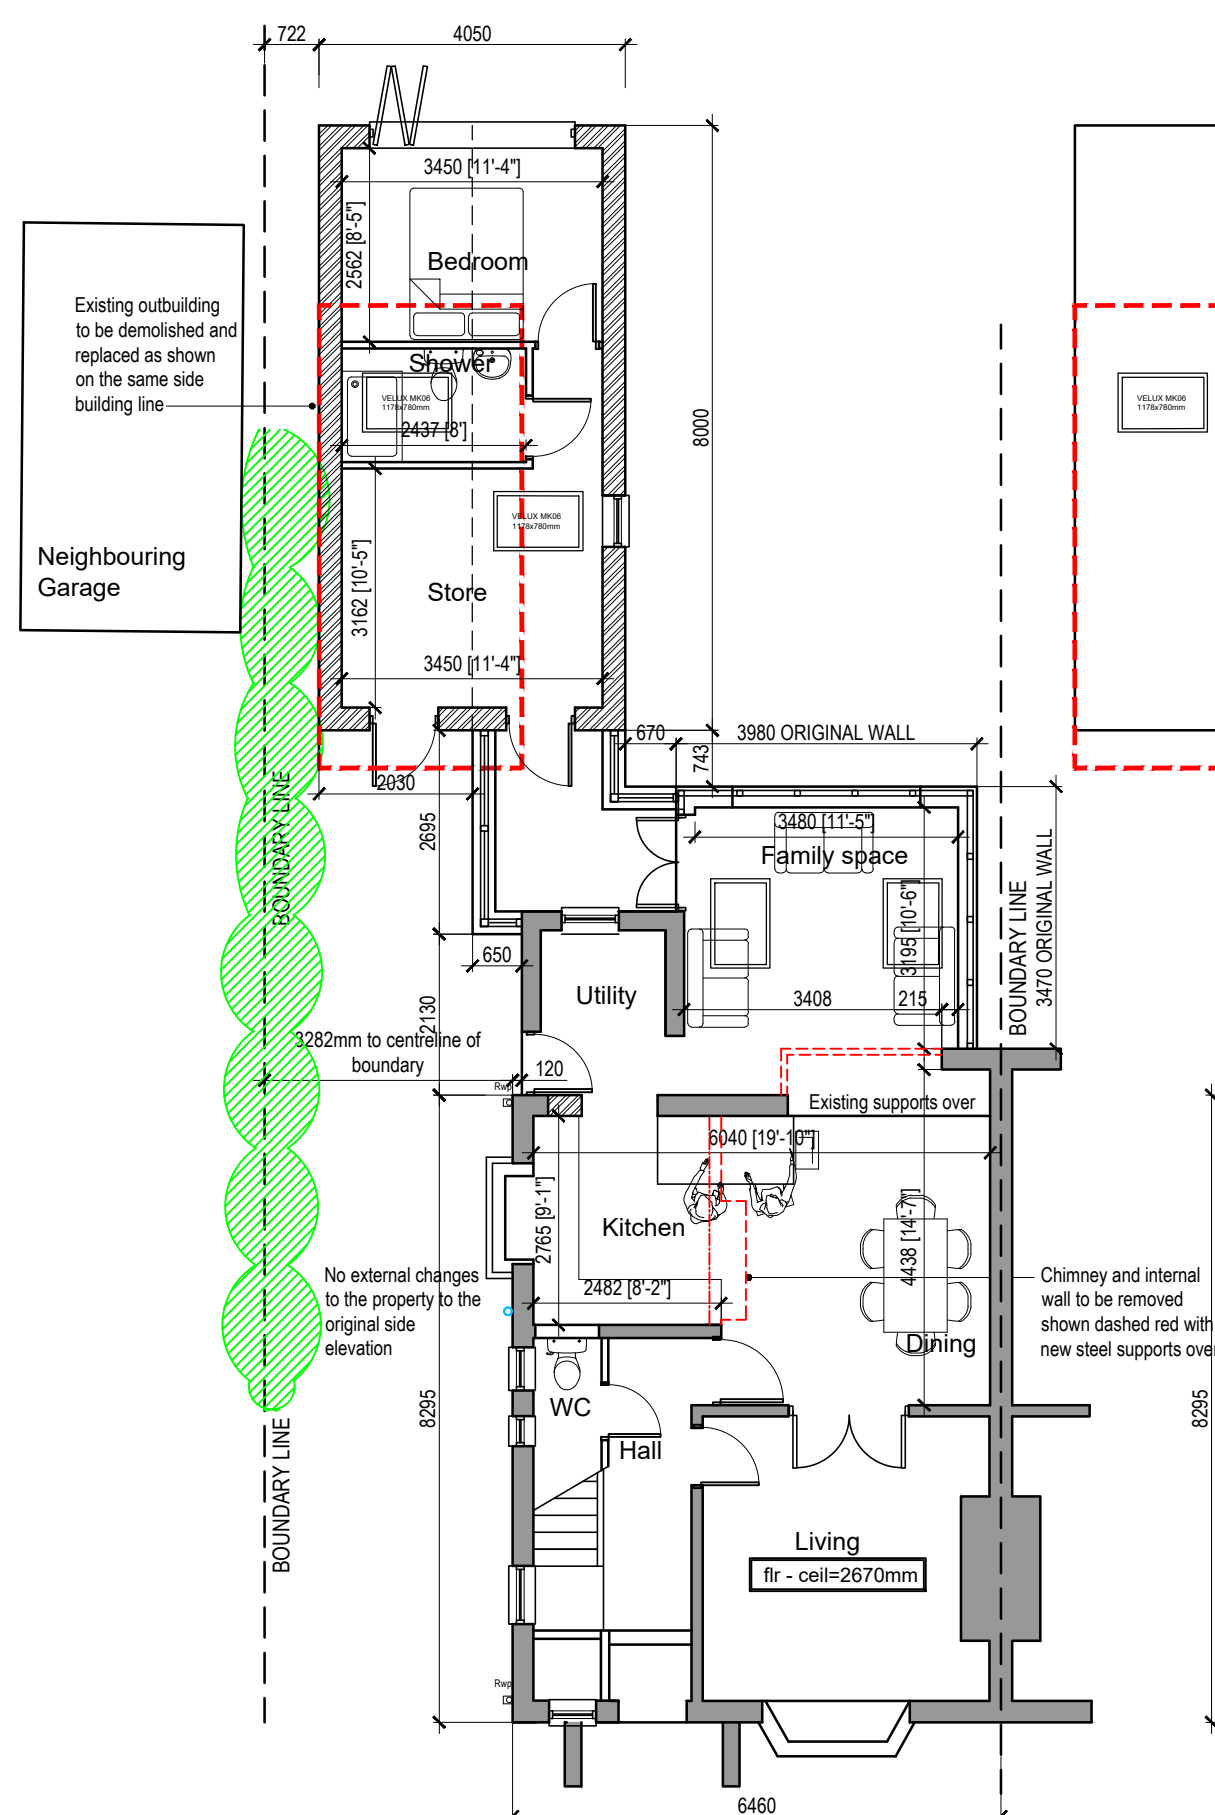 722
4050
3450 [11'-4"]
2562 [8'-5"]
Bedroom
Existing outbuilding
to be demolished and
replaced as shown
on the same side
building line
Shower
VELUX MK06
1178x780mm
2437 [8']
VELUX MK06
1178x780mm
8000
VELUX MK06
1178x780mm
Neighbouring
Garage
3162 [10'-5"]
Store
3450 [11'-4"]
670
3980 ORIGINAL WALL
743
2030
BOUNDARY LINE
2695
3480 [11'-5"]
Family space
3195 [10'-6"]
BOUNDARY LINE
3470 ORIGINAL WALL
650
Utility
3408
215
2130
3282mm to centreline of
boundary
120
Rwp
Existing supports over
6040 [19'-10"]
2765 [9'-1"]
Kitchen
4438 [14'-7"]
2482 [8'-2"]
No external changes
to the property to the
original side
elevation
Chimney and internal
wall to be removed
shown dashed red with
new steel supports over
Dining
WC
Hall
8295
8295
BOUNDARY LINE
Living
flr - ceil=2670mm
Rwp
6460